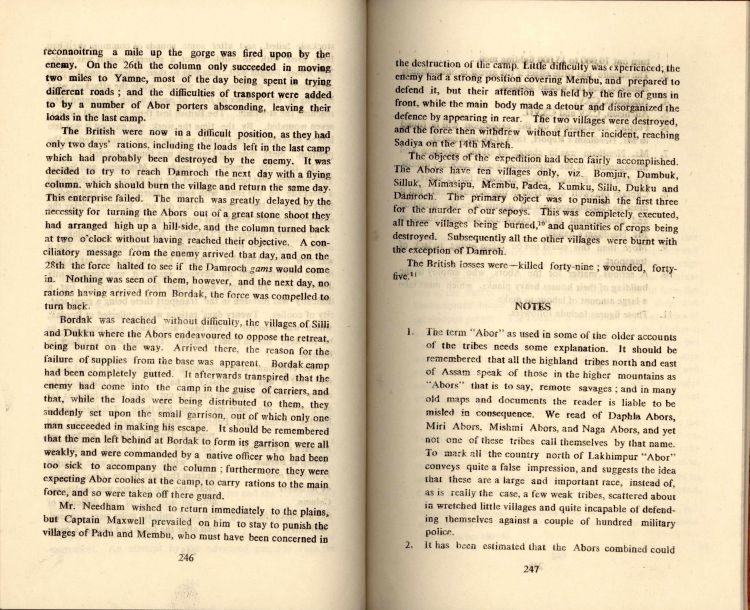 reconnoitring a mile up the gorge was fired upon by the
enemy. On the 26th the column only succeeded in moving
two miles to Yamne, most of the day being spent in trying
different roads ; and the difficulties of transport were added
to by a number of Abor porters absconding, leaving their
loads in the last camp.
The British were now in a difficult position, as they had
only two days' rations, including the loads left in the last camp
which had probably been destroyed by the enemy. It was
decided to try to reach Damroch the next day with a flying
column, which should burn the village and return the same day.
This enterprise failed. The march was greatly delayed by the
necessity for turning the Abors out of a great stone shoot they
had arranged high up a hill-side, and the column turned back
at two o'clock without having reached their objective. A con-
ciliatory message from the enemy arrived that day, and on the
28th the force halted to see if the Damroch gams would come
in. Nothing was seen of them, however, and the next day, no
rations having arrived from Bordak, the force was compelled to
turn back.
Bordak was reached without difficulty, the villages of Silli
and Dukku where the Abors endeavoured to oppose the retreat,
being burnt on the way. Arrived there, the reason for the
failure of supplies from the base was apparent. Bordak camp
had been completely gutted. It afterwards transpired that the
enemy had come into the camp in the guise of carriers, and
that, while the loads were being distributed to them, they
suddenly set upon the small garrison, out of which only one
man succeeded in making his escape. It should be remembered
that the men left behind at Bordak to form its garrison were all
weakly, and were commanded by a native officer who had been
too sick to accompany the column ; furthermore they were
expecting Abor coolies at the camp, to carry rations to the main
force, and so were taken off there guard.
Mr. Needham wished to return immediately to the plains,
but Captain Maxwell prevailed on him to stay to punish the
villages of Padu and Membu, who must have been concerned in
246
the destruction of the camp. Little difficulty was experienced; the
enemy had a strong position covering Membu, and prepared to
defend it, but their attention was held by the fire of guns in
front, while the main body made a detour and disorganized the
defence by appearing in rear. The two villages were destroyed,
and the force then withdrew without further incident, reaching
Sadiya on the 14th March.
The objects of the expedition had been fairly accomplished.
The Abors have ten villages only, viz. Bomjur, Dumbuk,
Silluk, Mimasipu, Membu, Padea, Kumku, Sillu, Dukku and
Damroch. The primary object was to punish the first three
for the murder of our sepoys. This was completely executed,
all three villages being burned,10 and quantities of crops being
destroyed. Subsequently all the other villages were burnt with
the exception of Damroh.
The British losses were—killed forty-nine ; wounded, forty-
five.11
NOTES
1. The term "Abor" as used in some of the older accounts
of the tribes needs some explanation. It should be
remembered that all the highland tribes north and east
of Assam speak of those in the higher mountains as
"Abors" that is to say, remote savages ; and in many
old maps and documents the reader is liable to be
misled in consequence. We read of Daphla Abors,
Miri Abors, Mishmi Abors, and Naga Abors, and yet
not one of these tribes call themselves by that name.
To mark all the country north of Lakhimpur "Abor"
conveys quite a false impression, and suggests the idea
that these are a large and important race, instead of,
as is really the case, a few weak tribes, scattered about
in wretched little villages and quite incapable of defend-
ing themselves against a couple of hundred military
police.
2. It has been estimated that the Abors combined could
247